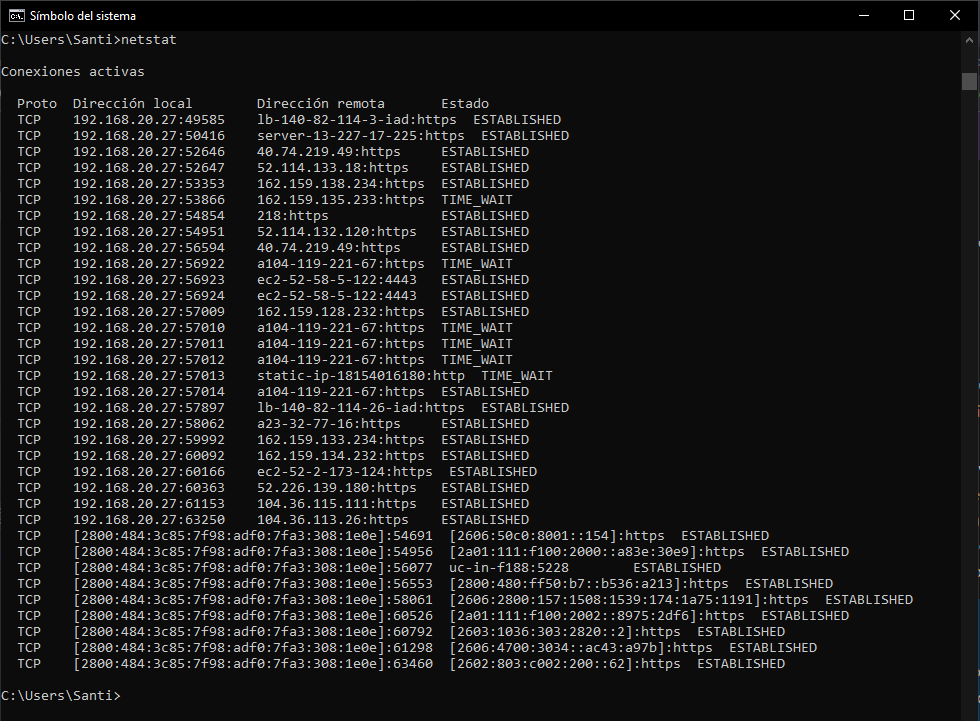 Símbolo del sistema
C:\Users\Santi>netstat
Conexiones activas
Proto  Dirección local        Dirección remota       Estado
TCP    192.168.20.27:49585    lb-140-82-114-3-iad:https  ESTABLISHED
TCP    192.168.20.27:50416    server-13-227-17-225:https  ESTABLISHED
TCP    192.168.20.27:52646    40.74.219.49:https     ESTABLISHED
TCP    192.168.20.27:52647    52.114.133.18:https    ESTABLISHED
TCP    192.168.20.27:53353    162.159.138.234:https  ESTABLISHED
TCP    192.168.20.27:53866    162.159.135.233:https  TIME_WAIT
TCP    192.168.20.27:54854    218:https              ESTABLISHED
TCP    192.168.20.27:54951    52.114.132.120:https   ESTABLISHED
TCP    192.168.20.27:56594    40.74.219.49:https     ESTABLISHED
TCP    192.168.20.27:56922    a104-119-221-67:https  TIME_WAIT
TCP    192.168.20.27:56923    ec2-52-58-5-122:4443   ESTABLISHED
TCP    192.168.20.27:56924    ec2-52-58-5-122:4443   ESTABLISHED
TCP    192.168.20.27:57009    162.159.128.232:https  ESTABLISHED
TCP    192.168.20.27:57010    a104-119-221-67:https  TIME_WAIT
TCP    192.168.20.27:57011    a104-119-221-67:https  TIME_WAIT
TCP    192.168.20.27:57012    a104-119-221-67:https  TIME_WAIT
TCP    192.168.20.27:57013    static-ip-18154016180:http  TIME_WAIT
TCP    192.168.20.27:57014    a104-119-221-67:https  ESTABLISHED
TCP    192.168.20.27:57897    lb-140-82-114-26-iad:https  ESTABLISHED
TCP    192.168.20.27:58062    a23-32-77-16:https     ESTABLISHED
TCP    192.168.20.27:59992    162.159.133.234:https  ESTABLISHED
TCP    192.168.20.27:60092    162.159.134.232:https  ESTABLISHED
TCP    192.168.20.27:60166    ec2-52-2-173-124:https  ESTABLISHED
TCP    192.168.20.27:60363    52.226.139.180:https   ESTABLISHED
TCP    192.168.20.27:61153    104.36.115.111:https   ESTABLISHED
TCP    192.168.20.27:63250    104.36.113.26:https    ESTABLISHED
TCP    [2800:484:3c85:7f98:adf0:7fa3:308:1e0e]:54691  [2606:50c0:8001::154]:https  ESTABLISHED
TCP    [2800:484:3c85:7f98:adf0:7fa3:308:1e0e]:54956  [2a01:111:f100:2000::a83e:30e9]:https  ESTABLISHED
TCP    [2800:484:3c85:7f98:adf0:7fa3:308:1e0e]:56077  uc-in-f188:5228        ESTABLISHED
TCP    [2800:484:3c85:7f98:adf0:7fa3:308:1e0e]:56553  [2800:480:ff50:b7::b536:a213]:https  ESTABLISHED
TCP    [2800:484:3c85:7f98:adf0:7fa3:308:1e0e]:58061  [2606:2800:157:1508:1539:174:1a75:1191]:https  ESTABLISHED
TCP    [2800:484:3c85:7f98:adf0:7fa3:308:1e0e]:60526  [2a01:111:f100:2002::8975:2df6]:https  ESTABLISHED
TCP    [2800:484:3c85:7f98:adf0:7fa3:308:1e0e]:60792  [2603:1036:303:2820::2]:https  ESTABLISHED
TCP    [2800:484:3c85:7f98:adf0:7fa3:308:1e0e]:61298  [2606:4700:3034::ac43:a97b]:https  ESTABLISHED
TCP    [2800:484:3c85:7f98:adf0:7fa3:308:1e0e]:63460  [2602:803:c002:200::62]:https  ESTABLISHED
C:\Users\Santi>